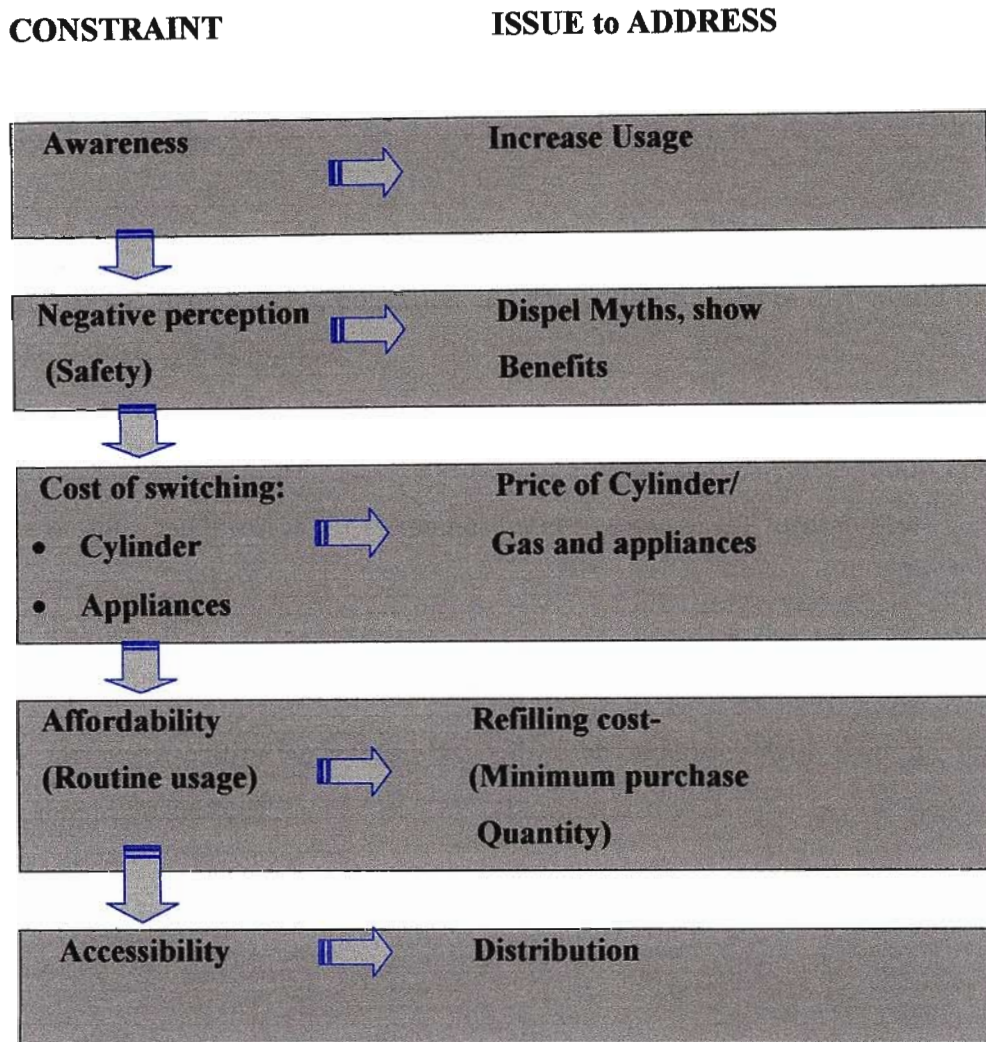 CONSTRAINT ISSUE to ADDRESS
Awareness Increase Usage
Negative perception Dispel Myths, show
(Safety) Benefits
Cost of switching: Price of Cylinder/
• Cylinder Gas and appliances
• Appliances
Affordability Refilling cost-
(Routine usage) (Minimum purchase
Quantity)
Accessibility Distribution